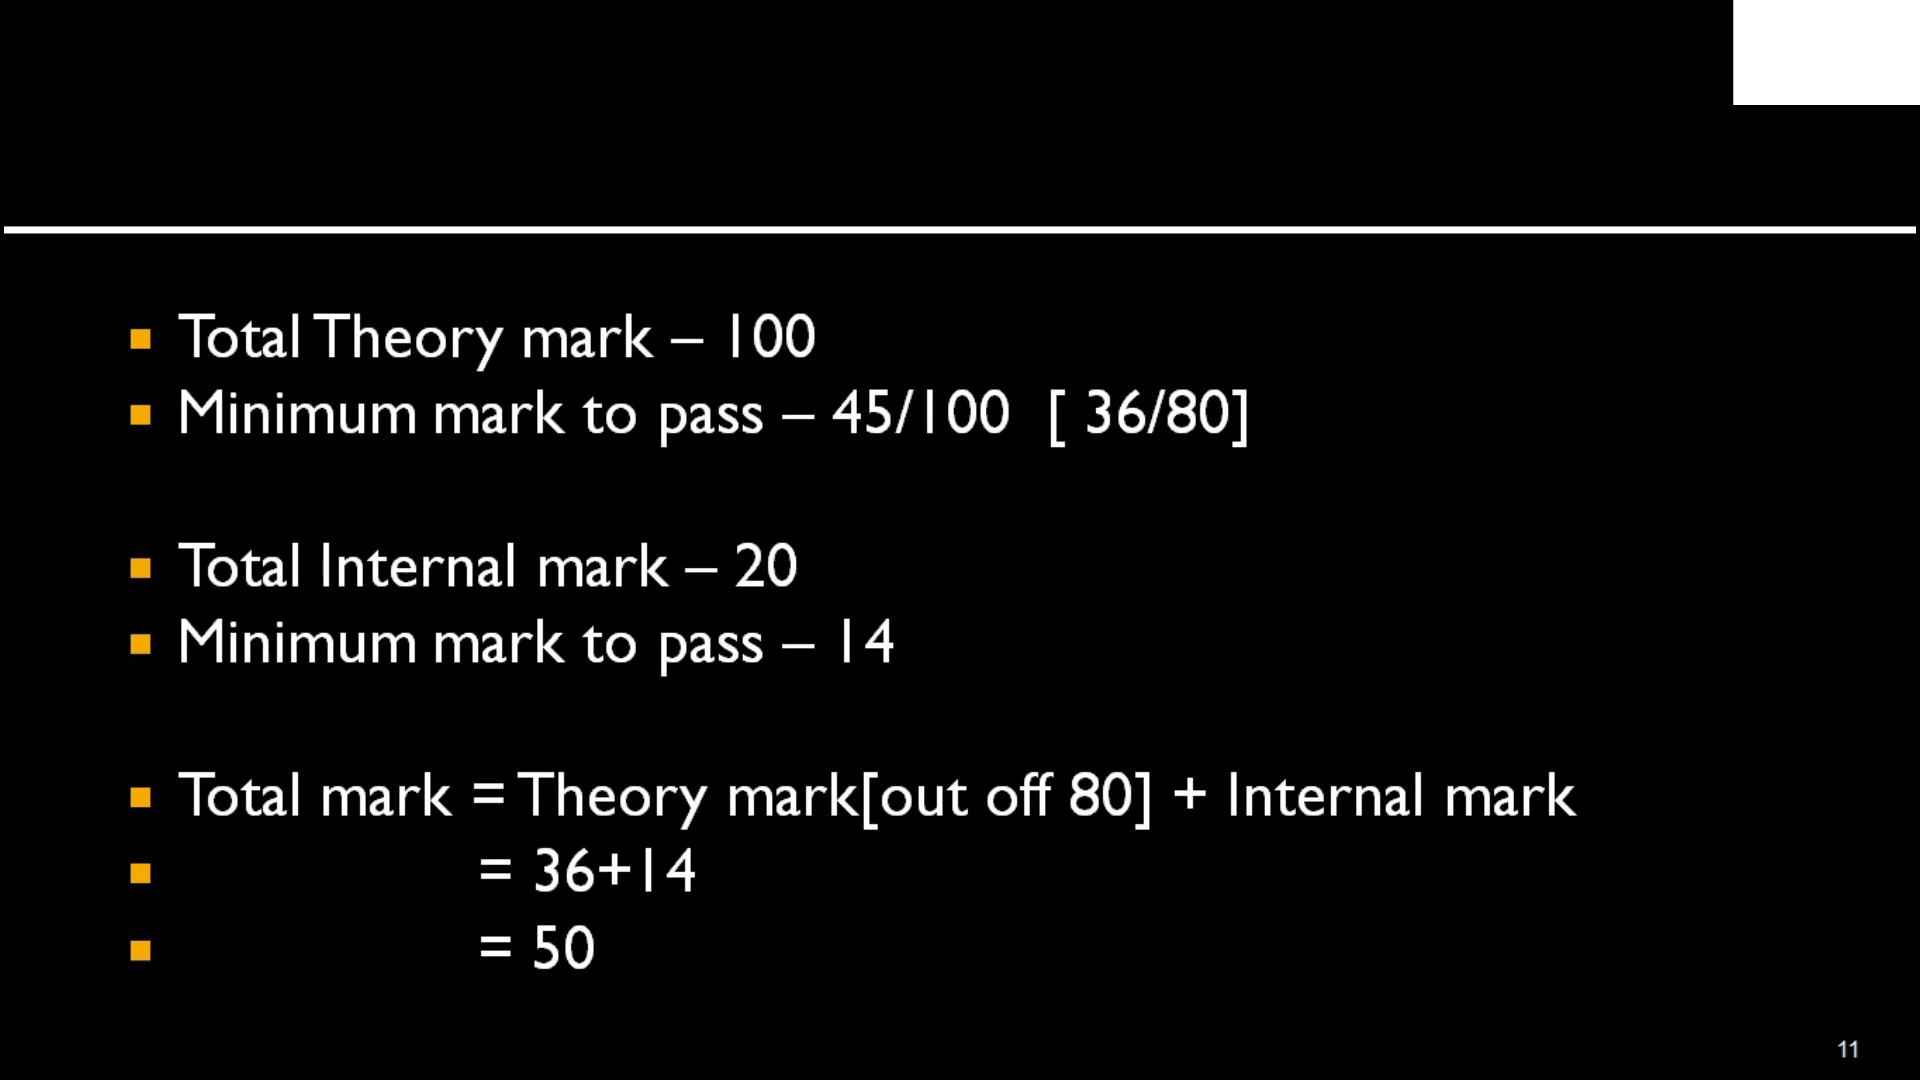 Total Theory mark – 100
Minimum mark to pass – 45/100 [ 36/80]
Total Internal mark – 20
Minimum mark to pass – 14
Total mark = Theory mark[out off 80] + Internal mark
= 36+14
= 50
11